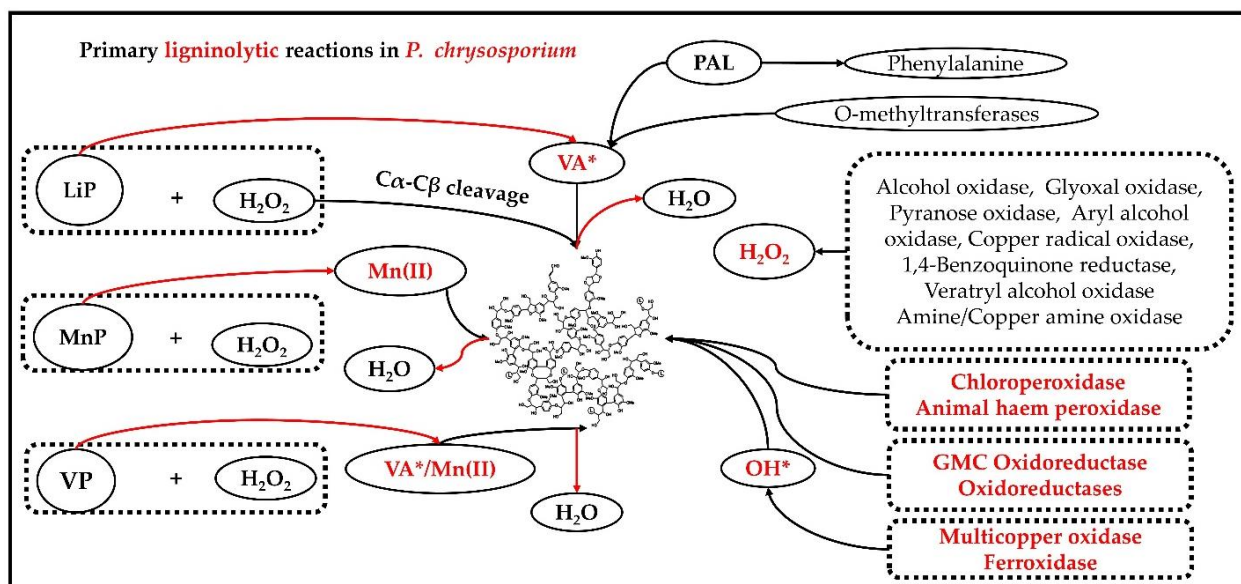 Primary ligninolytic reactions in P. chrysosporium
PAL
Phenylalanine
O-methyltransferases
VA*
LiP
+
H₂O₂
Cα-Cβ cleavage
H₂O
Alcohol oxidase, Glyoxal oxidase,
Pyranose oxidase, Aryl alcohol
oxidase, Copper radical oxidase,
1,4-Benzoquinone reductase,
Veratryl alcohol oxidase
Amine/Copper amine oxidase
H₂O₂
Mn(II)
MnP
+
H₂O₂
H₂O
Chloroperoxidase
Animal haem peroxidase
VP
+
H₂O₂
VA*/Mn(II)
H₂O
OH*
GMC Oxidoreductase
Oxidoreductases
Multicopper oxidase
Ferroxidase